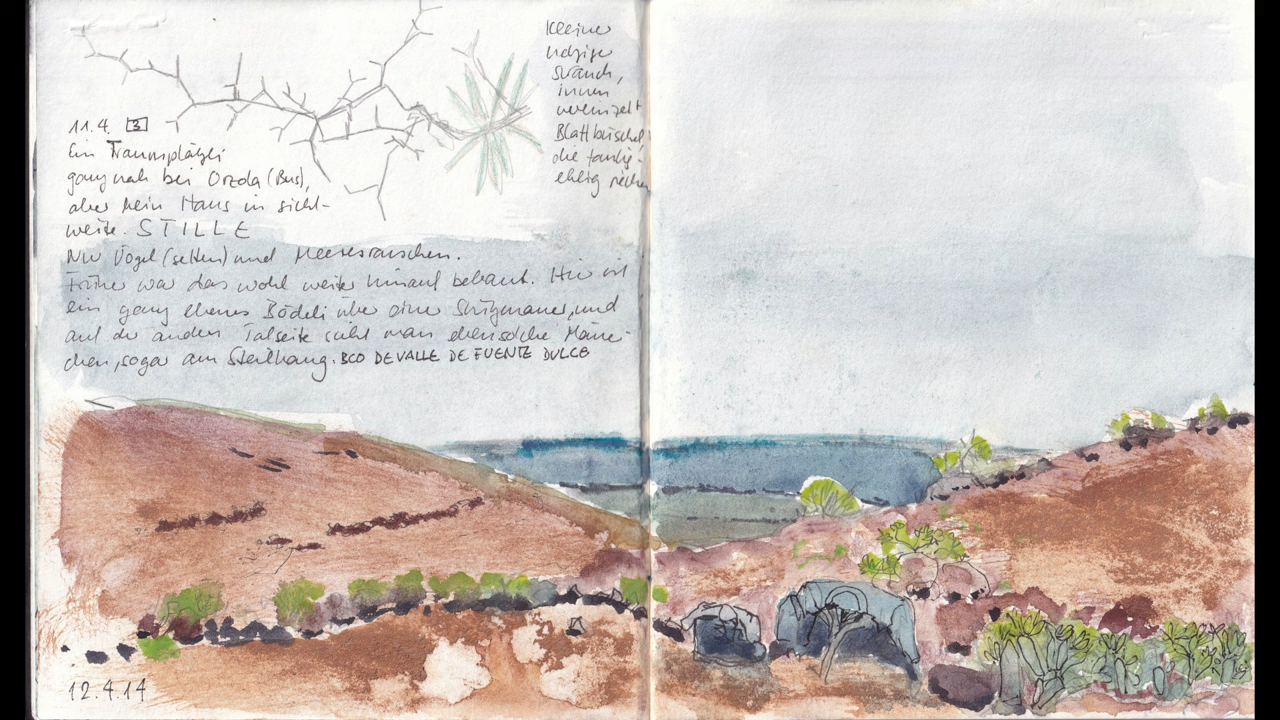 11.4. 3
Ein Traumplätzli
ganz nah bei Orzola (Bus),
aber kein Haus in Sicht-
weite. STILLE
Nur Vögel (selten) und Meeresrauschen.
Früher war das wohl weiter hinauf bebaut. Hier ist
ein ganz ebenes Bödeli über einer Stützmauer, und
auf der andern Talseite sieht man ebensolche Mäuer-
chen, sogar am Steilhang. BCO DE VALLE DE FUENTE DULCE
Kleiner
holziger
Strauch,
innen
vereinzelt
Blattbüschel,
die
eklig riechen
12.4.14